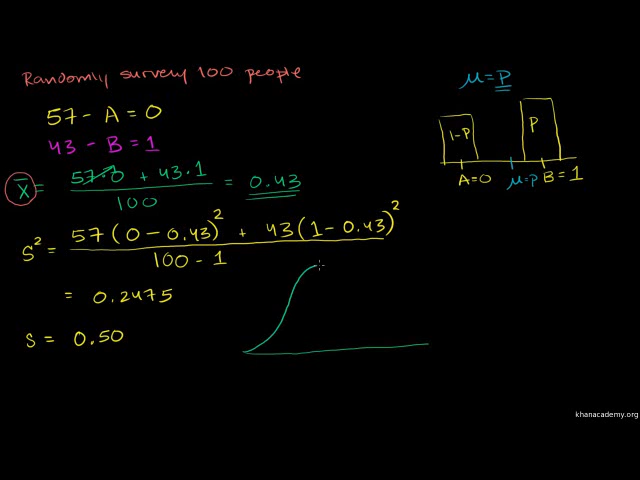 Randomly survey 100 people
μ = P
57 - A = 0
43 - B = 1
1-P
P
A=0 μ=p B=1
X̅ = (57·0 + 43·1) / 100 = 0.43
S² = (57(0 - 0.43)² + 43(1 - 0.43)²) / (100 - 1)
= 0.2475
S = 0.50
khanacademy.org